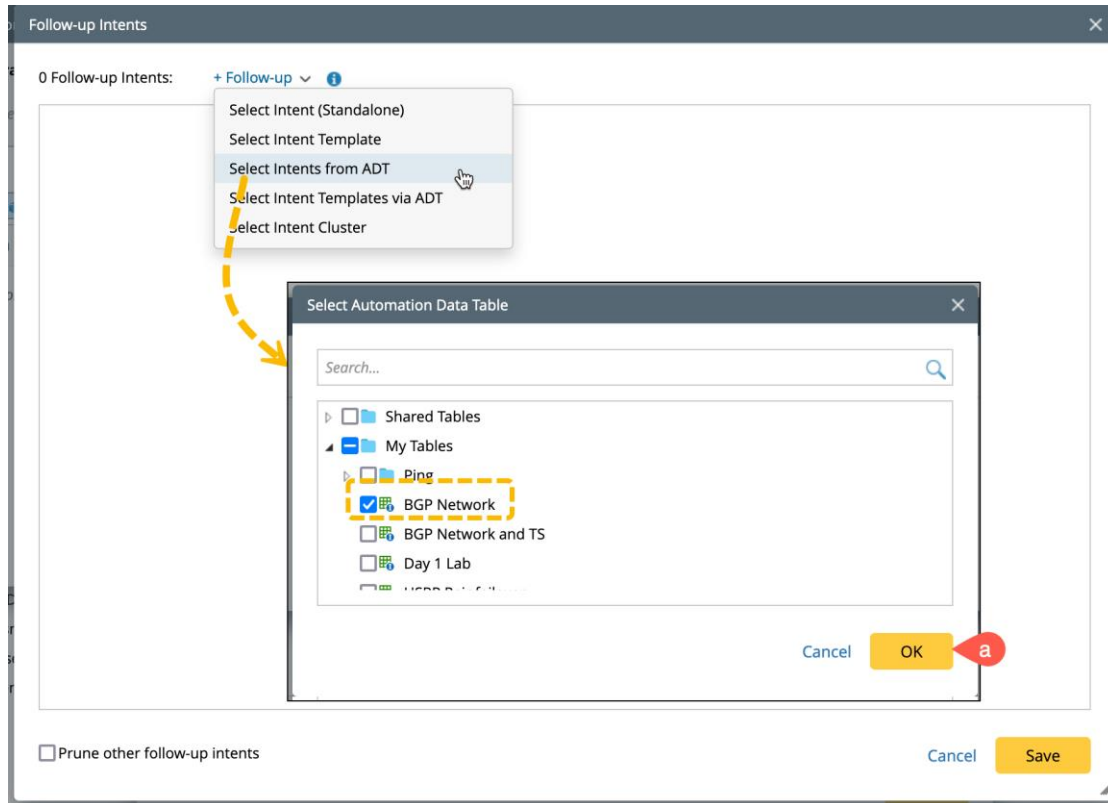 Follow-up Intents
0 Follow-up Intents: + Follow-up
Select Intent (Standalone)
Select Intent Template
Select Intents from ADT
Select Intent Templates via ADT
Select Intent Cluster
Select Automation Data Table
Search...
Shared Tables
My Tables
Ping
BGP Network
BGP Network and TS
Day 1 Lab
Cancel OK a
Prune other follow-up intents
Cancel Save